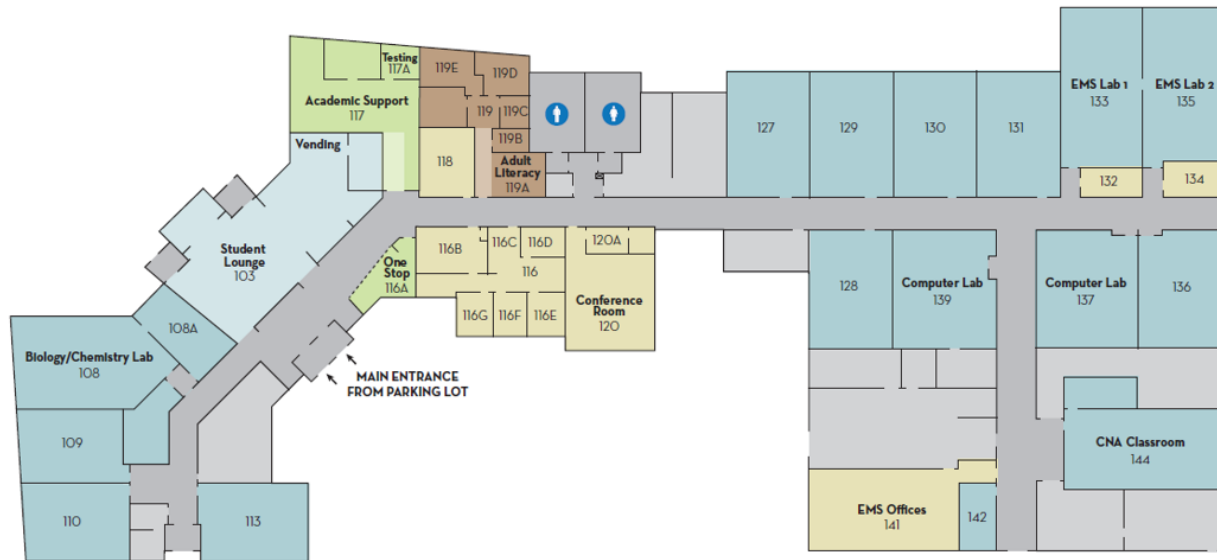 Testing
117A
Academic Support
117
Vending
119E
119D
119
119C
119B
Adult
Literacy
119A
118
127
129
130
131
EMS Lab 1
133
EMS Lab 2
135
132
134
Student
Lounge
103
One
Stop
116A
116B
116C
116D
116
116G
116F
116E
120A
Conference
Room
120
128
Computer Lab
139
Computer Lab
137
136
108A
Biology/Chemistry Lab
108
MAIN ENTRANCE
FROM PARKING LOT
109
110
113
CNA Classroom
144
EMS Offices
141
142